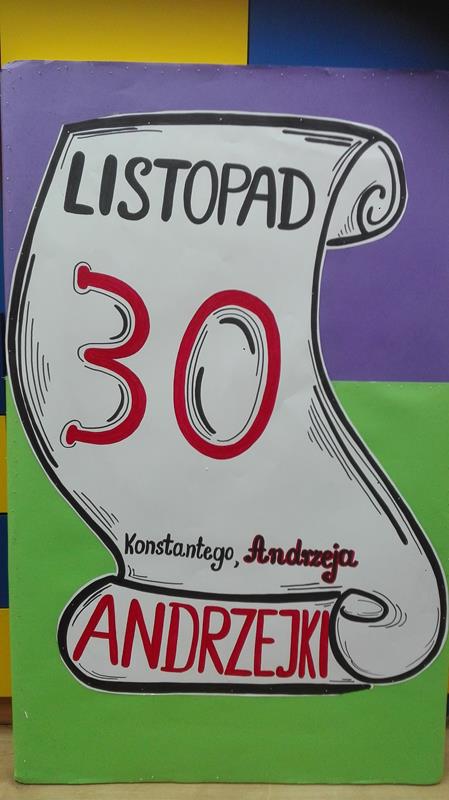 LISTOPAD
30
Konstantego, Andrzeja
ANDRZEJKI